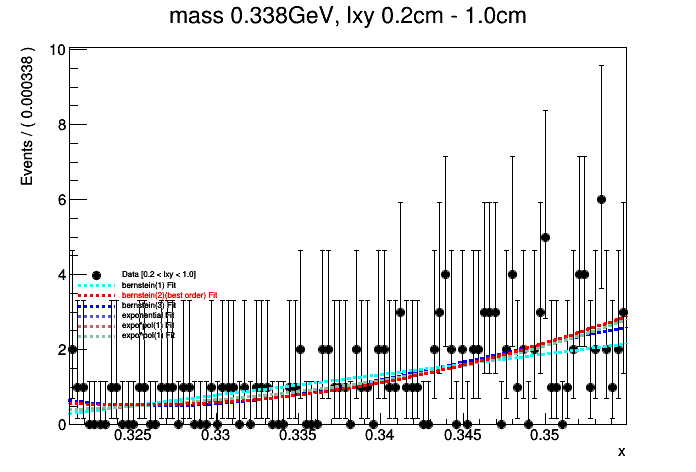 mass 0.338GeV, lxy 0.2cm - 1.0cm
Events / ( 0.000338 )
10
8
6
4
2
0
Data [0.2 < lxy < 1.0]
bernstein(1) Fit
bernstein(2)(best order) Fit
bernstein(3) Fit
exponential Fit
expo*pol(1) Fit
expo*pol(1) Fit
0.325 0.33 0.335 0.34 0.345 0.35
x